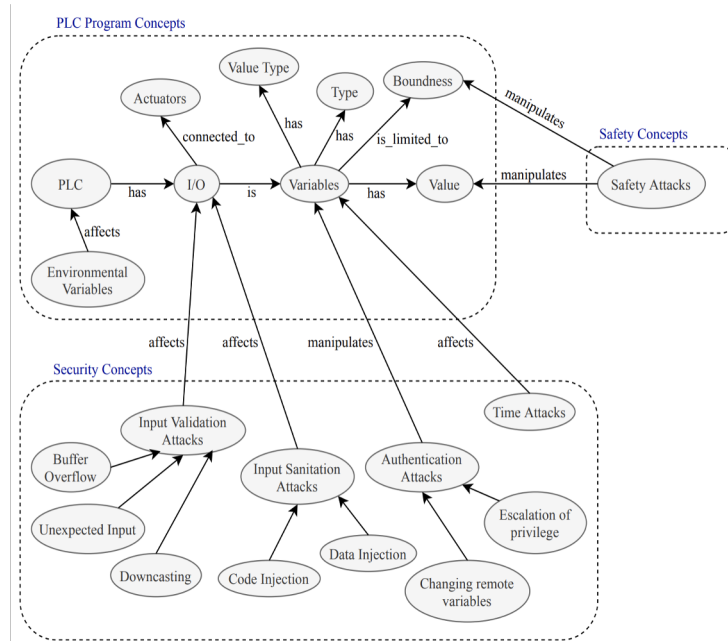 PLC Program Concepts
Value Type
Boundness
Type
Actuators
manipulates
Safety Concepts
has
connected_to
has
is_limited_to
PLC
has
I/O
is
Variables
has
Value
manipulates
Safety Attacks
affects
Environmental
Variables
affects
affects
manipulates
affects
Security Concepts
Time Attacks
Input Validation
Attacks
Buffer
Overflow
Input Sanitation
Attacks
Authentication
Attacks
Unexpected Input
Escalation of
privilege
Data Injection
Downcasting
Code Injection
Changing remote
variables